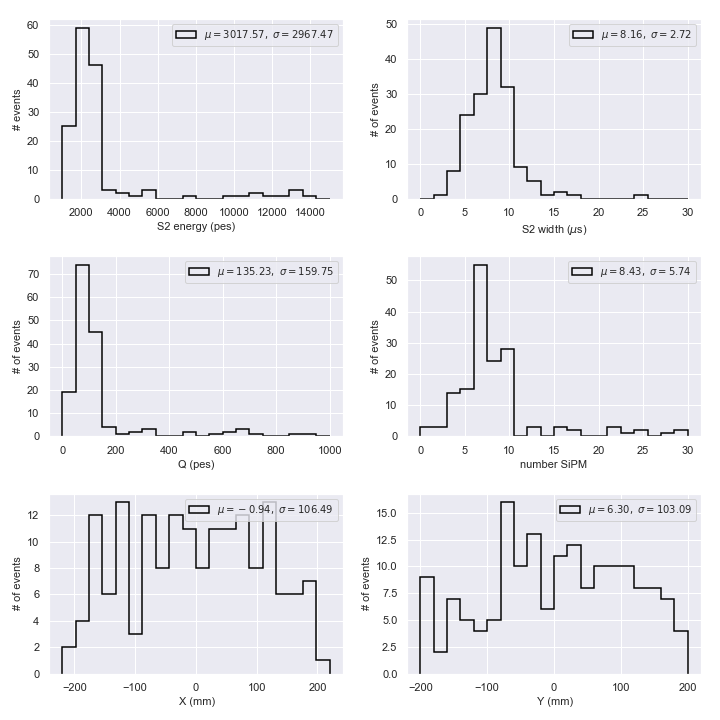 μ = 3017.57, σ = 2967.47
60
50
40
30
20
10
0
# events
2000 4000 6000 8000 10000 12000 14000
S2 energy (pes)
μ = 8.16, σ = 2.72
50
40
30
20
10
0
# of events
0 5 10 15 20 25 30
S2 width (μs)
μ = 135.23, σ = 159.75
70
60
50
40
30
20
10
0
# of events
0 200 400 600 800 1000
Q (pes)
μ = 8.43, σ = 5.74
50
40
30
20
10
0
# of events
0 5 10 15 20 25 30
number SiPM
μ = −0.94, σ = 106.49
12
10
8
6
4
2
0
# of events
−200 −100 0 100 200
X (mm)
μ = 6.30, σ = 103.09
15.0
12.5
10.0
7.5
5.0
2.5
0.0
# of events
−200 −100 0 100 200
Y (mm)